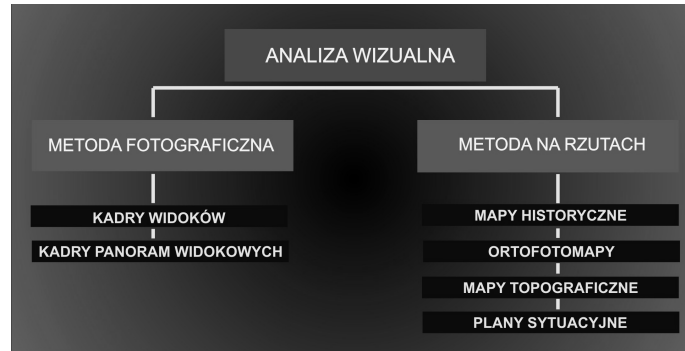 ANALIZA WIZUALNA
METODA FOTOGRAFICZNA
KADRY WIDOKÓW
KADRY PANORAM WIDOKOWYCH
METODA NA RZUTACH
MAPY HISTORYCZNE
ORTOFOTOMAPY
MAPY TOPOGRAFICZNE
PLANY SYTUACYJNE